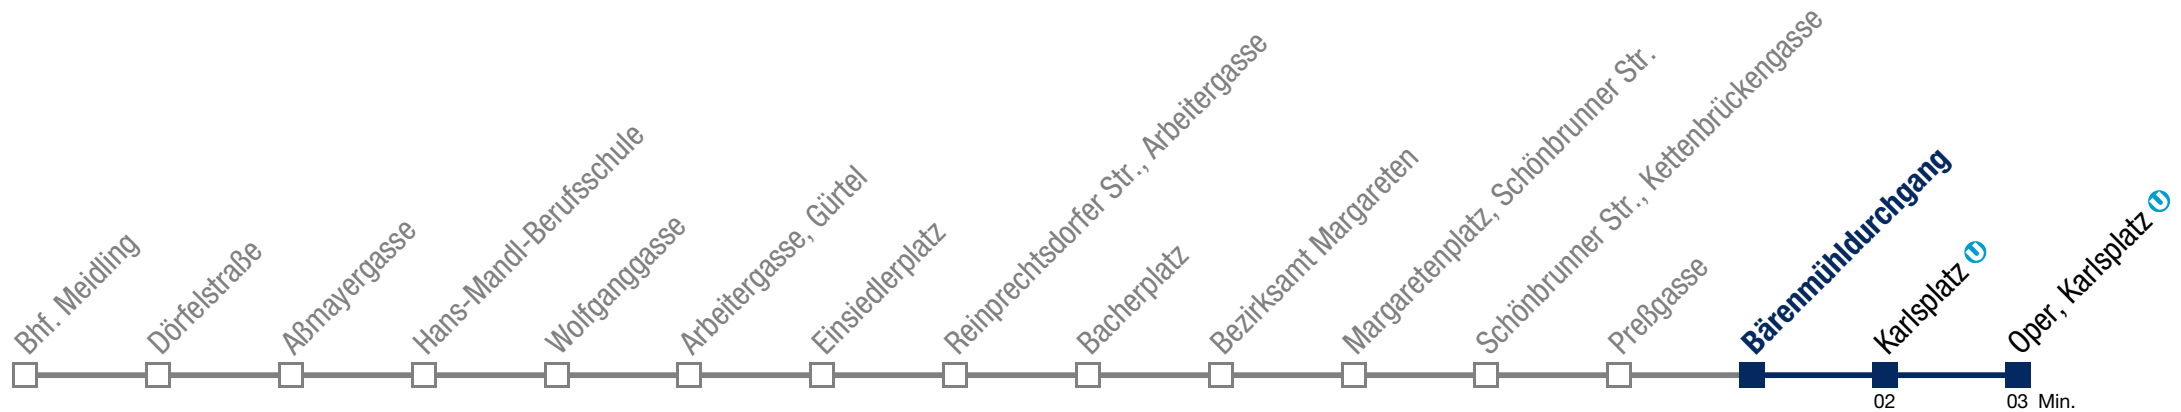 Bhf. Meidling
Dörfelstraße
Aßmayergasse
Hans-Mandl-Berufsschule
Wolfganggasse
Arbeitergasse, Gürtel
Einsiedlerplatz
Reinprechtsdorfer Str., Arbeitergasse
Bacherplatz
Bezirksamt Margareten
Margaretenplatz, Schönbrunner Str.
Schönbrunner Str., Kettenbrückengasse
Preßgasse
Bärenmühldurchgang
Karlsplatz U
Oper, Karlsplatz U
02
03 Min.